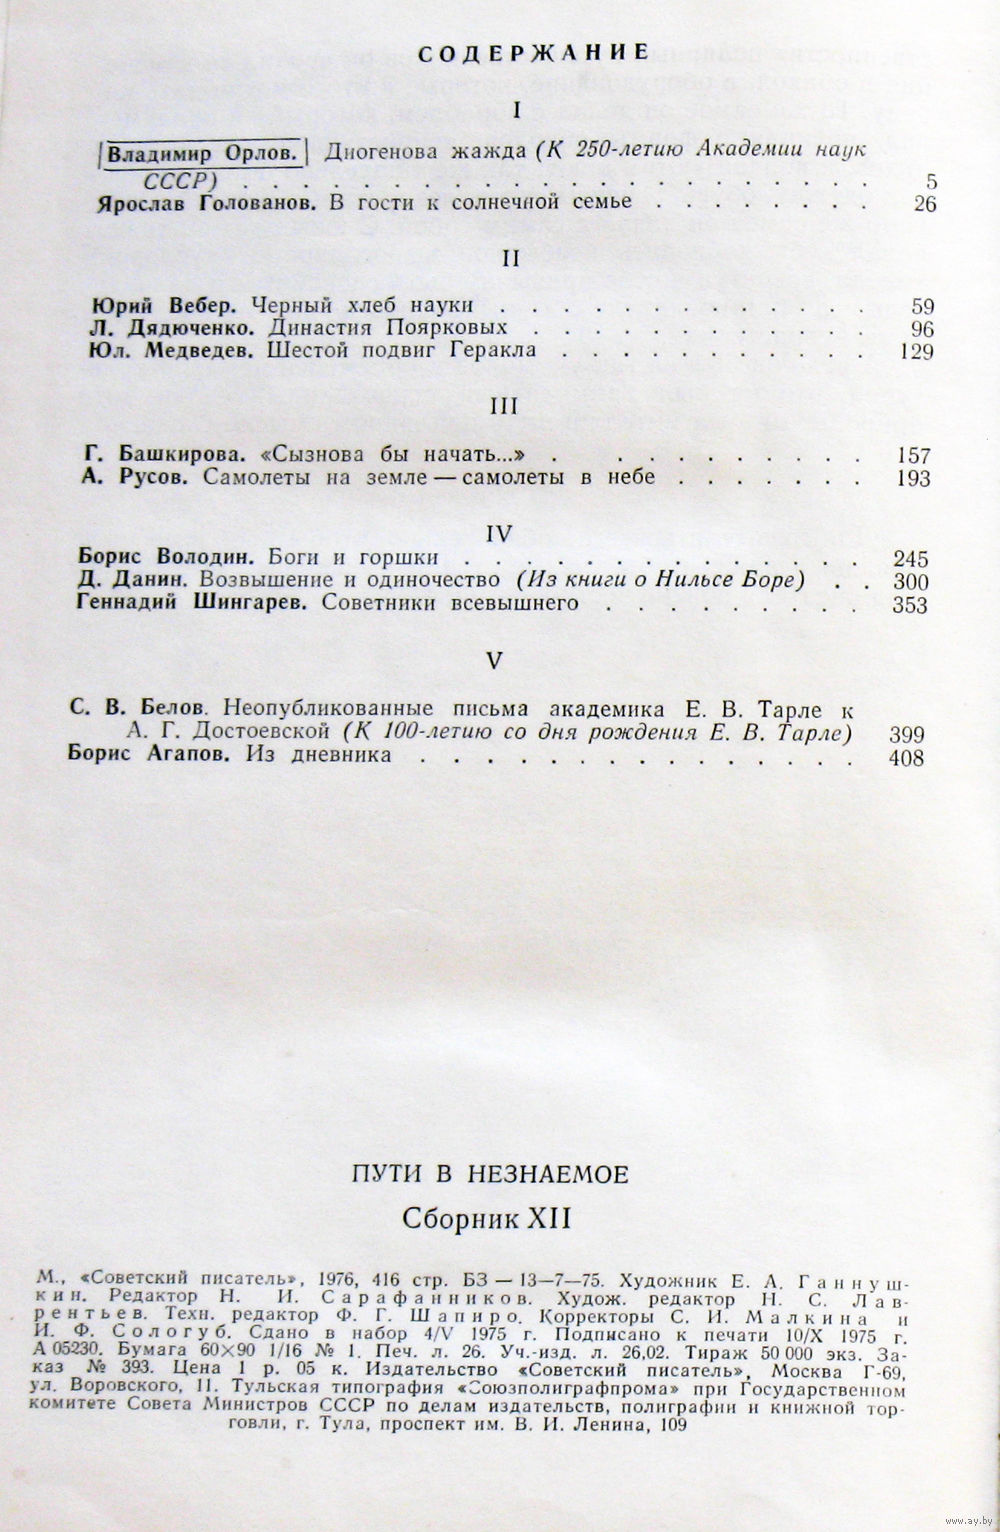 СОДЕРЖАНИЕ
I
Владимир Орлов. Диогенова жажда (К 250-летию Академии наук
СССР) . . . . . . . . . . . . . . . . . . . . . 5
Ярослав Голованов. В гости к солнечной семье . . . . . . . . 26
II
Юрий Вебер. Черный хлеб науки . . . . . . . . . . . . . 59
Л. Дядюченко. Династия Поярковых . . . . . . . . . . . . 96
Юл. Медведев. Шестой подвиг Геракла . . . . . . . . . . . 129
III
Г. Башкирова. «Сызнова бы начать...» . . . . . . . . . . 157
А. Русов. Самолеты на земле — самолеты в небе . . . . . . . 193
IV
Борис Володин. Боги и горшки . . . . . . . . . . . . . . 245
Д. Данин. Возвышение и одиночество (Из книги о Нильсе Боре) . . 300
Геннадий Шингарев. Советники всевышнего . . . . . . . . . 353
V
С. В. Белов. Неопубликованные письма академика Е. В. Тарле к
А. Г. Достоевской (К 100-летию со дня рождения Е. В. Тарле) 399
Борис Агапов. Из дневника . . . . . . . . . . . . . . . 408
ПУТИ В НЕЗНАЕМОЕ
Сборник XII
М., «Советский писатель», 1976, 416 стр. БЗ — 13—7—75. Художник Е. А. Ганнуш-
кин. Редактор Н. И. Сарафанников. Худож. редактор Н. С. Лав-
рентьев. Техн. редактор Ф. Г. Шапиро. Корректоры С. И. Малкина и
И. Ф. Сологуб. Сдано в набор 4/V 1975 г. Подписано к печати 10/X 1975 г.
А 05230. Бумага 60×90 1/16 № 1. Печ. л. 26. Уч.-изд. л. 26,02. Тираж 50 000 экз. За-
каз № 393. Цена 1 р. 05 к. Издательство «Советский писатель», Москва Г-69,
ул. Воровского, 11. Тульская типография «Союзполиграфпрома» при Государственном
комитете Совета Министров СССР по делам издательств, полиграфии и книжной тор-
говли, г. Тула, проспект им. В. И. Ленина, 109
www.ay.by